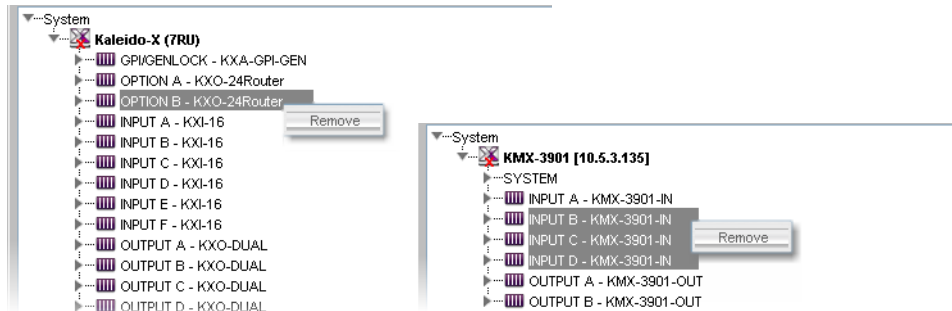 System
Kaleido-X (7RU)
GPI/GENLOCK - KXA-GPI-GEN
OPTION A - KXO-24Router
OPTION B - KXO-24Router
Remove
INPUT A - KXI-16
INPUT B - KXI-16
INPUT C - KXI-16
INPUT D - KXI-16
INPUT E - KXI-16
INPUT F - KXI-16
OUTPUT A - KXO-DUAL
OUTPUT B - KXO-DUAL
OUTPUT C - KXO-DUAL
OUTPUT D - KXO-DUAL
System
KMX-3901 [10.5.3.135]
SYSTEM
INPUT A - KMX-3901-IN
INPUT B - KMX-3901-IN
INPUT C - KMX-3901-IN
Remove
INPUT D - KMX-3901-IN
OUTPUT A - KMX-3901-OUT
OUTPUT B - KMX-3901-OUT